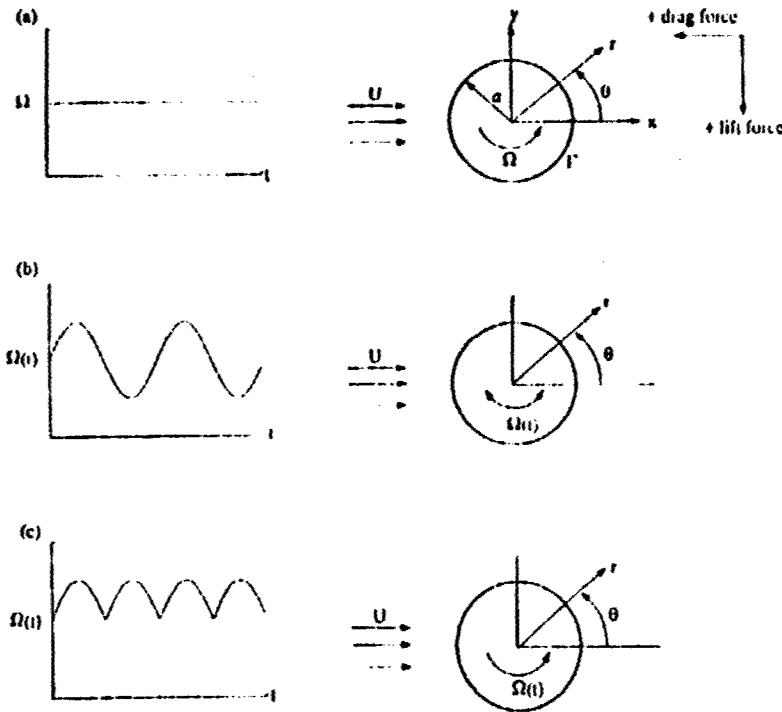 (a)
Ω
t
U
y
r
a
θ
x
Ω
Γ
+ drag force
+ lift force
(b)
Ω(t)
t
U
r
θ
Ω(t)
(c)
Ω(t)
t
U
r
θ
Ω(t)